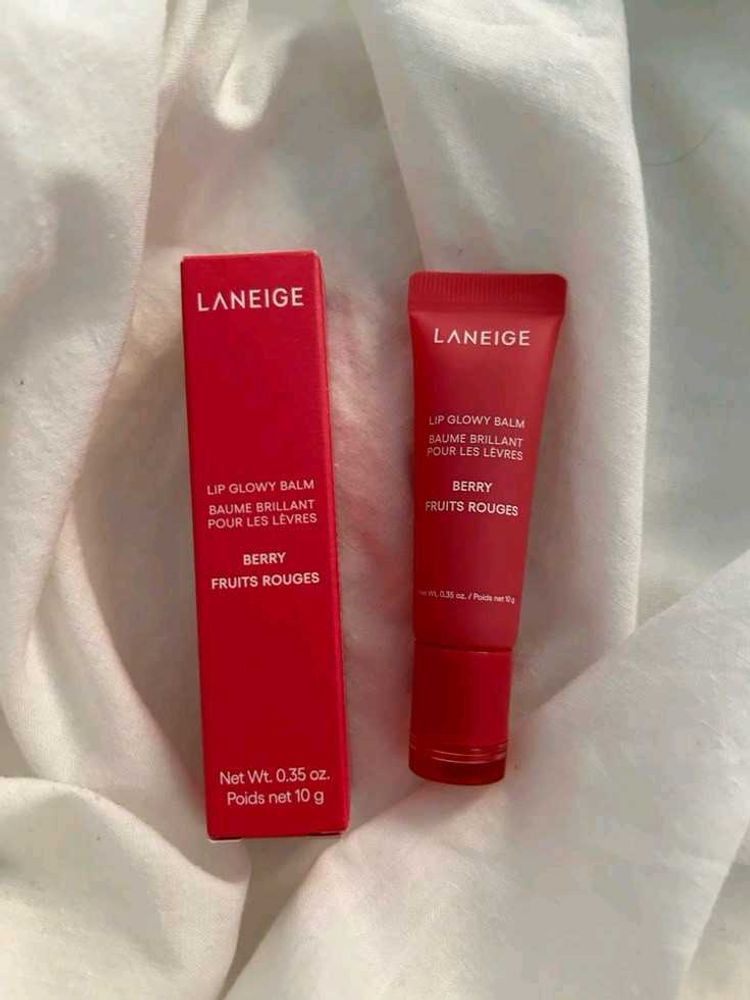 LANEIGE
LIP GLOWY BALM
BAUME BRILLANT
POUR LES LÈVRES
BERRY
FRUITS ROUGES
Net Wt. 0.35 oz.
Poids net 10 g
LANEIGE
LIP GLOWY BALM
BAUME BRILLANT
POUR LES LÈVRES
BERRY
FRUITS ROUGES
Net Wt. 0.35 oz. / Poids net 10 g